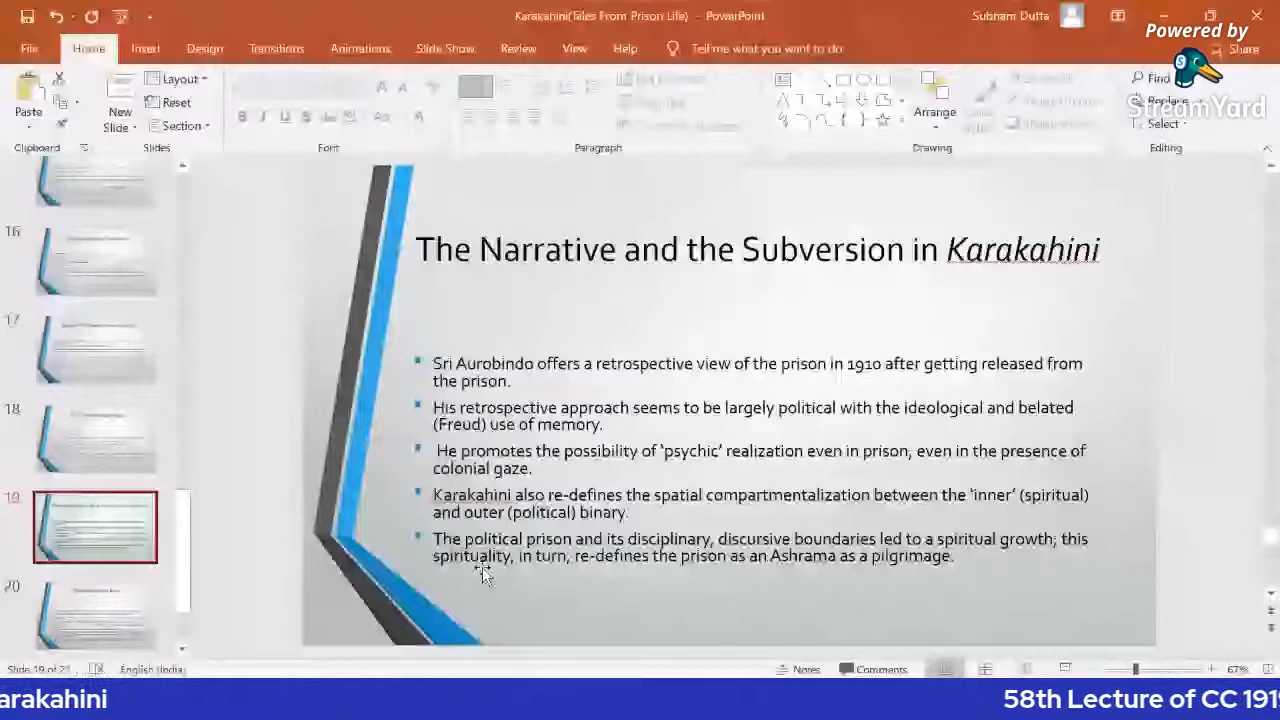 Karakahini(Tales From Prison Life) - PowerPoint
Subham Dutta
Powered by
StreamYard
File Home Insert Design Transitions Animations Slide Show Review View Help Tell me what you want to do Share
Paste
New
Slide
Layout
Reset
Section
Arrange
Find
Replace
Select
Clipboard Slides Font Paragraph Drawing Editing
16
17
18
19
20
The Narrative and the Subversion in Karakahini
Sri Aurobindo offers a retrospective view of the prison in 1910 after getting released from
the prison.
His retrospective approach seems to be largely political with the ideological and belated
(Freud) use of memory.
He promotes the possibility of ‘psychic’ realization even in prison, even in the presence of
colonial gaze.
Karakahini also re-defines the spatial compartmentalization between the ‘inner’ (spiritual)
and outer (political) binary.
The political prison and its disciplinary, discursive boundaries led to a spiritual growth; this
spirituality, in turn, re-defines the prison as an Ashrama as a pilgrimage.
Slide 19 of 21 English (India) Notes Comments 67%
arakahini
58th Lecture of CC 191